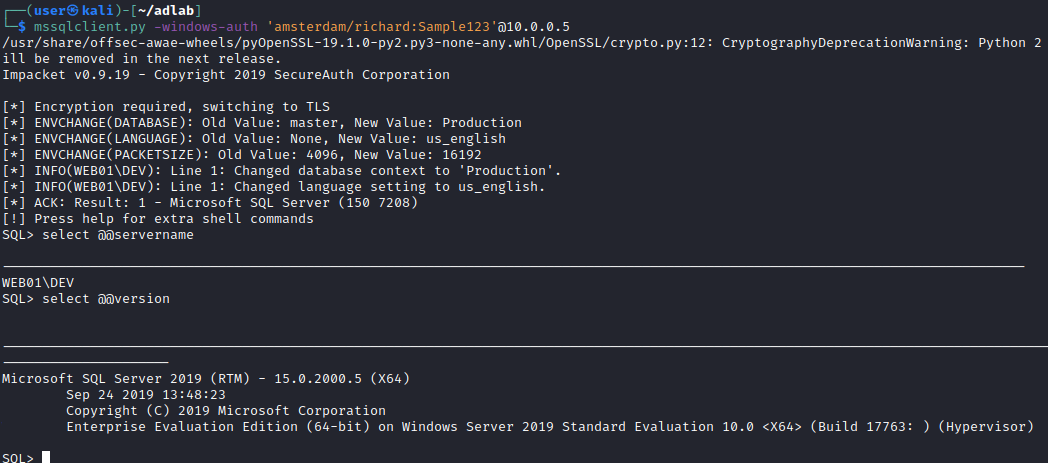 ┌──(user㉿kali)-[~/adlab]
└─$ mssqlclient.py -windows-auth 'amsterdam/richard:Sample123'@10.0.0.5
/usr/share/offsec-awae-wheels/pyOpenSSL-19.1.0-py2.py3-none-any.whl/OpenSSL/crypto.py:12: CryptographyDeprecationWarning: Python 2
ill be removed in the next release.
Impacket v0.9.19 - Copyright 2019 SecureAuth Corporation
[*] Encryption required, switching to TLS
[*] ENVCHANGE(DATABASE): Old Value: master, New Value: Production
[*] ENVCHANGE(LANGUAGE): Old Value: None, New Value: us_english
[*] ENVCHANGE(PACKETSIZE): Old Value: 4096, New Value: 16192
[*] INFO(WEB01\DEV): Line 1: Changed database context to 'Production'.
[*] INFO(WEB01\DEV): Line 1: Changed language setting to us_english.
[*] ACK: Result: 1 - Microsoft SQL Server (150 7208)
[!] Press help for extra shell commands
SQL> select @@servername
WEB01\DEV
SQL> select @@version
Microsoft SQL Server 2019 (RTM) - 15.0.2000.5 (X64)
Sep 24 2019 13:48:23
Copyright (C) 2019 Microsoft Corporation
Enterprise Evaluation Edition (64-bit) on Windows Server 2019 Standard Evaluation 10.0 <X64> (Build 17763: ) (Hypervisor)
SQL>